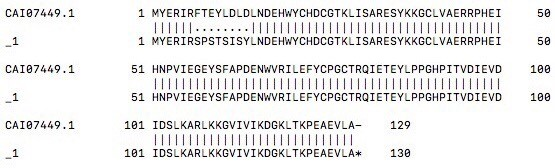 CAI07449.1 1 MYERIRFTEYLDLDLNDEHWYCHDCGTKLISARESYKKGCLVAERRPHEI 50
||||||........||||||||||||||||||||||||||||||||||||
_1 1 MYERIRSPSTSISYLNDEHWYCHDCGTKLISARESYKKGCLVAERRPHEI 50
CAI07449.1 51 HNPVIEGEYSFAPDENWVRILEFYCPGCTRQIETEYLPPGHPITVDIEVD 100
||||||||||||||||||||||||||||||||||||||||||||||||||
_1 51 HNPVIEGEYSFAPDENWVRILEFYCPGCTRQIETEYLPPGHPITVDIEVD 100
CAI07449.1 101 IDSLKARLKKGVIVIKDGKLTKPEAEVLA- 129
|||||||||||||||||||||||||||||
_1 101 IDSLKARLKKGVIVIKDGKLTKPEAEVLA* 130